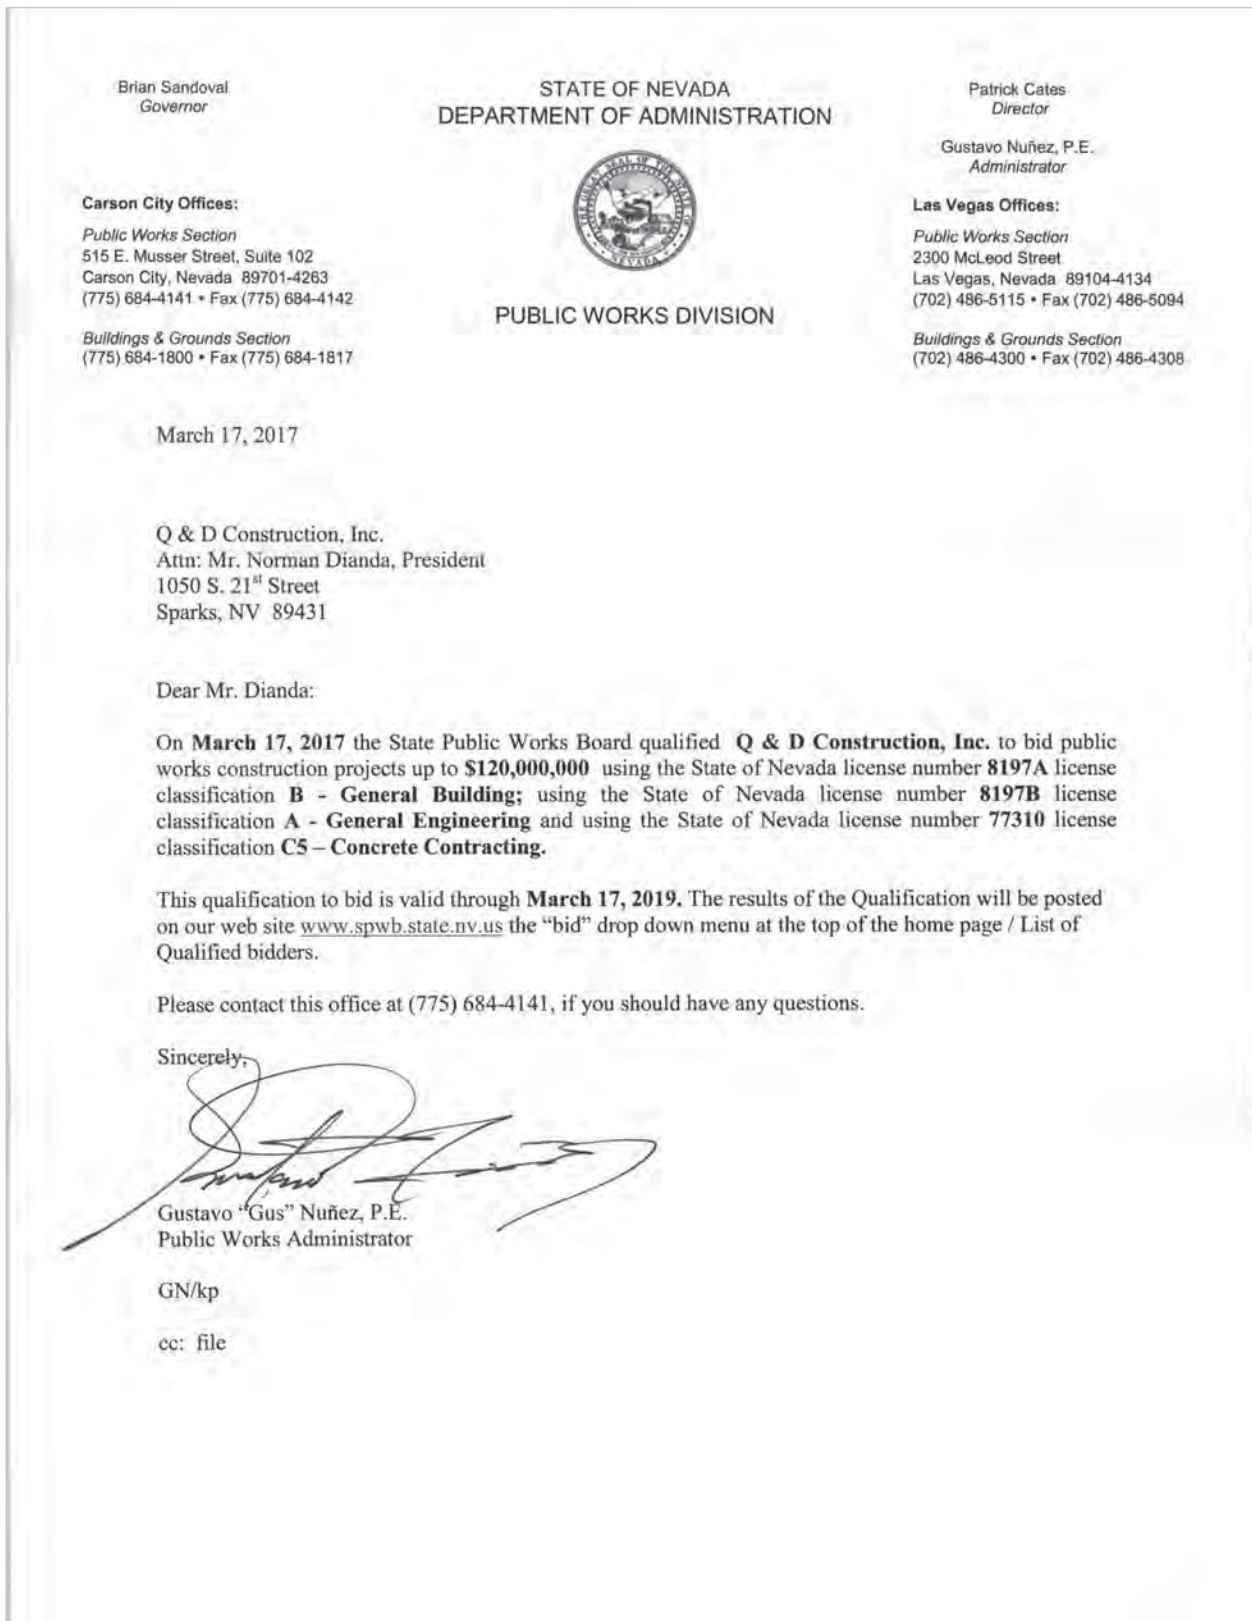 Brian Sandoval
Governor
STATE OF NEVADA
DEPARTMENT OF ADMINISTRATION
Patrick Cates
Director
Gustavo Nuñez, P.E.
Administrator
THE GREAT SEAL OF THE STATE OF NEVADA
PUBLIC WORKS DIVISION
Carson City Offices:
Public Works Section
515 E. Musser Street, Suite 102
Carson City, Nevada 89701-4263
(775) 684-4141 • Fax (775) 684-4142
Buildings & Grounds Section
(775) 684-1800 • Fax (775) 684-1817
Las Vegas Offices:
Public Works Section
2300 McLeod Street
Las Vegas, Nevada 89104-4134
(702) 486-5115 • Fax (702) 486-5094
Buildings & Grounds Section
(702) 486-4300 • Fax (702) 486-4308
March 17, 2017
Q & D Construction, Inc.
Attn: Mr. Norman Dianda, President
1050 S. 21st Street
Sparks, NV 89431
Dear Mr. Dianda:
On March 17, 2017 the State Public Works Board qualified Q & D Construction, Inc. to bid public
works construction projects up to $120,000,000 using the State of Nevada license number 8197A license
classification B - General Building; using the State of Nevada license number 8197B license
classification A - General Engineering and using the State of Nevada license number 77310 license
classification C5 – Concrete Contracting.
This qualification to bid is valid through March 17, 2019. The results of the Qualification will be posted
on our web site www.spwb.state.nv.us the “bid” drop down menu at the top of the home page / List of
Qualified bidders.
Please contact this office at (775) 684-4141, if you should have any questions.
Sincerely,
Gustavo “Gus” Nuñez, P.E.
Public Works Administrator
GN/kp
cc: file